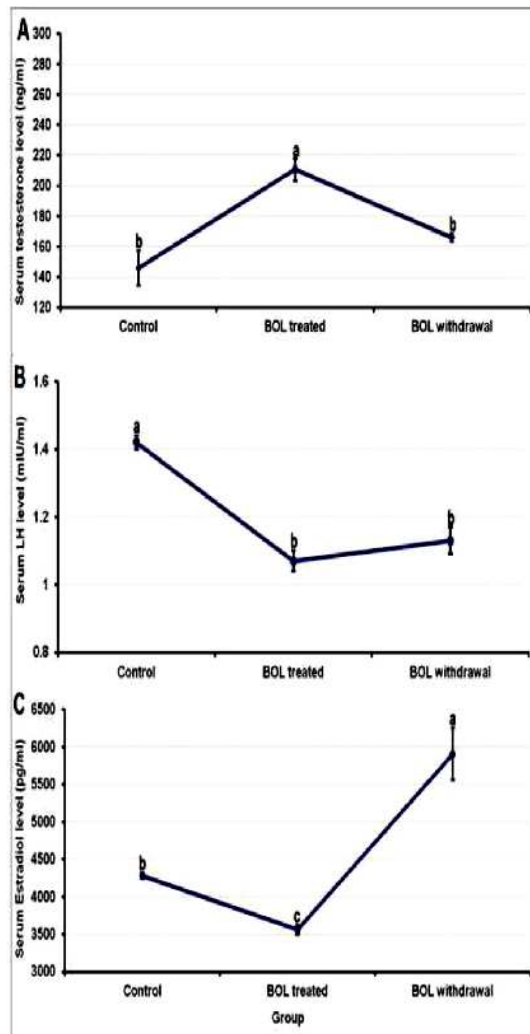 A
Serum testesterone level (ng/ml)
300
280
260
240
220
200
180
160
140
120
b
a
b
Control
BOL treated
BOL withdrawal
B
Serum LH level (mIU/ml)
1.6
1.4
1.2
1
0.8
a
b
b
Control
BOL treated
BOL withdrawal
C
Serum Estradiol level (pg/ml)
6500
6000
5500
5000
4500
4000
3500
3000
b
c
a
Control
BOL treated
BOL withdrawal
Group